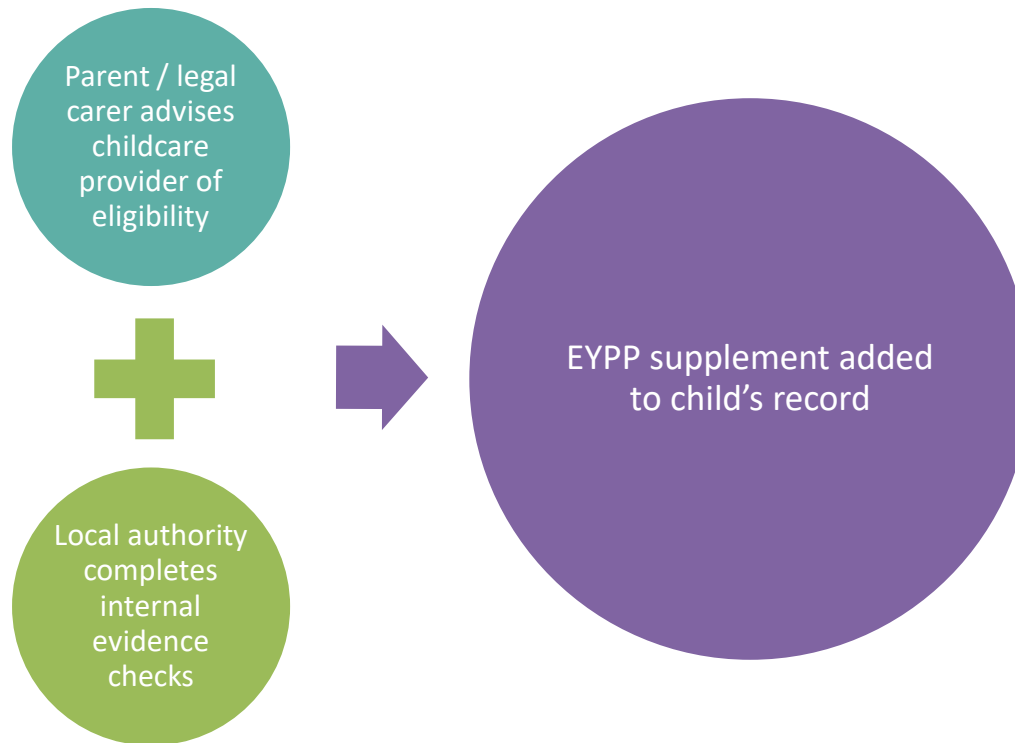 Parent / legal
carer advises
childcare
provider of
eligibility
Local authority
completes
internal
evidence
checks
EYPP supplement added
to child’s record